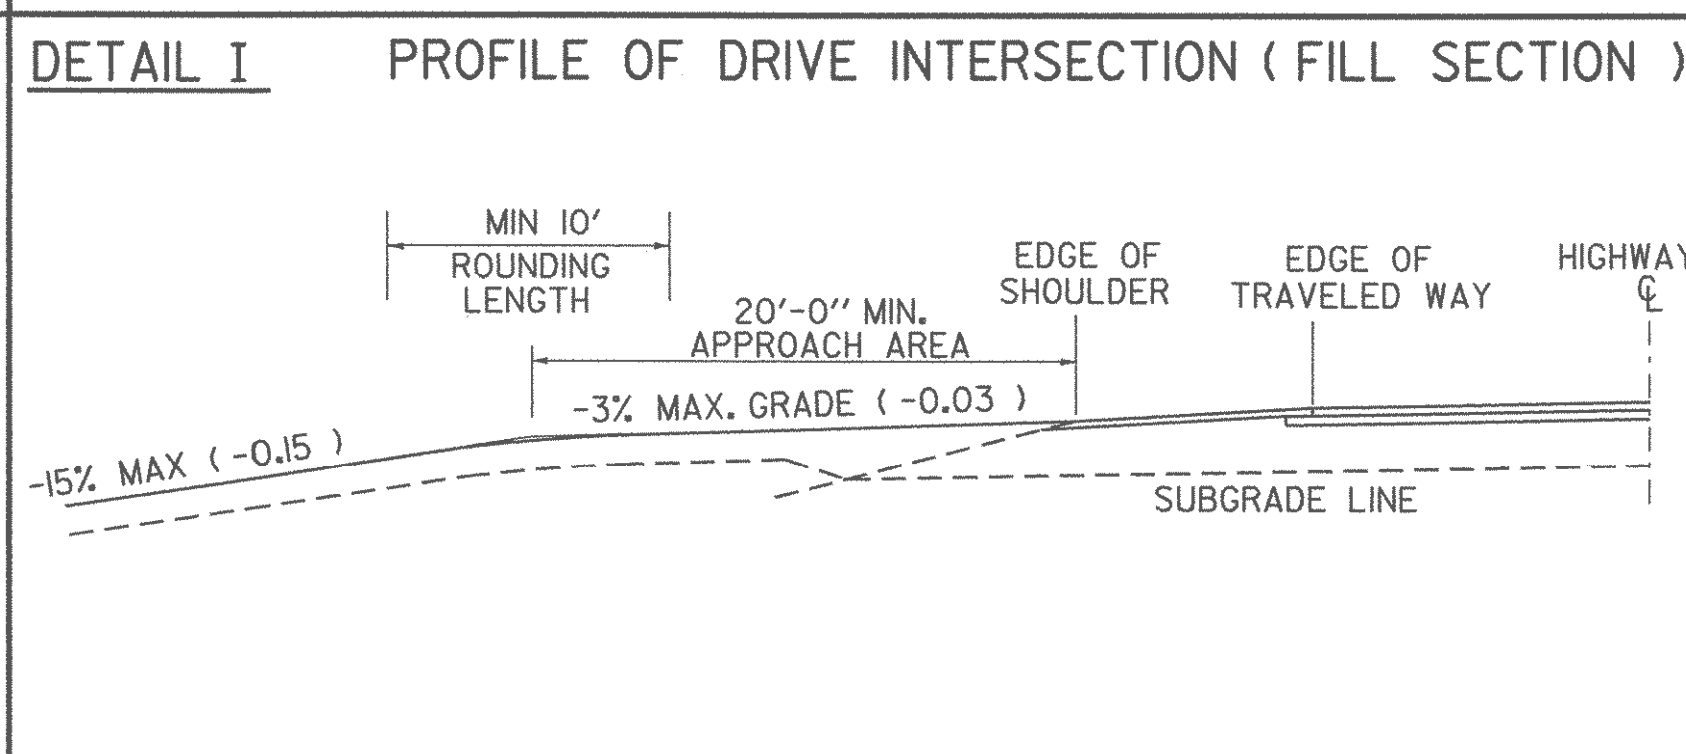 DETAIL I PROFILE OF DRIVE INTERSECTION ( FILL SECTION )
MIN 10'
ROUNDING
LENGTH
20'-0" MIN.
APPROACH AREA
EDGE OF
SHOULDER
EDGE OF
TRAVELED WAY
HIGHWAY
℄
-3% MAX. GRADE ( -0.03 )
-15% MAX ( -0.15 )
SUBGRADE LINE